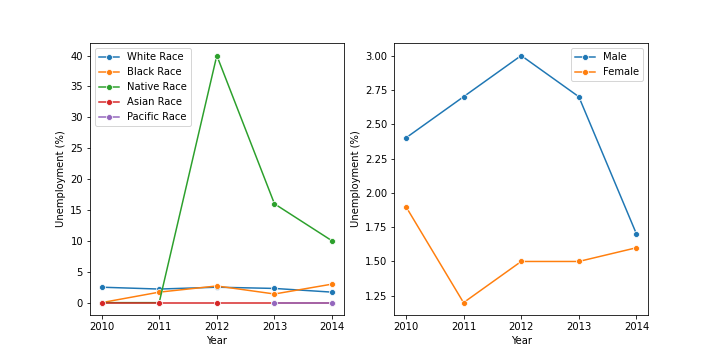 Unemployment (%)
40
35
30
25
20
15
10
5
0
White Race
Black Race
Native Race
Asian Race
Pacific Race
2010 2011 2012 2013 2014
Year
Unemployment (%)
3.00
2.75
2.50
2.25
2.00
1.75
1.50
1.25
Male
Female
2010 2011 2012 2013 2014
Year